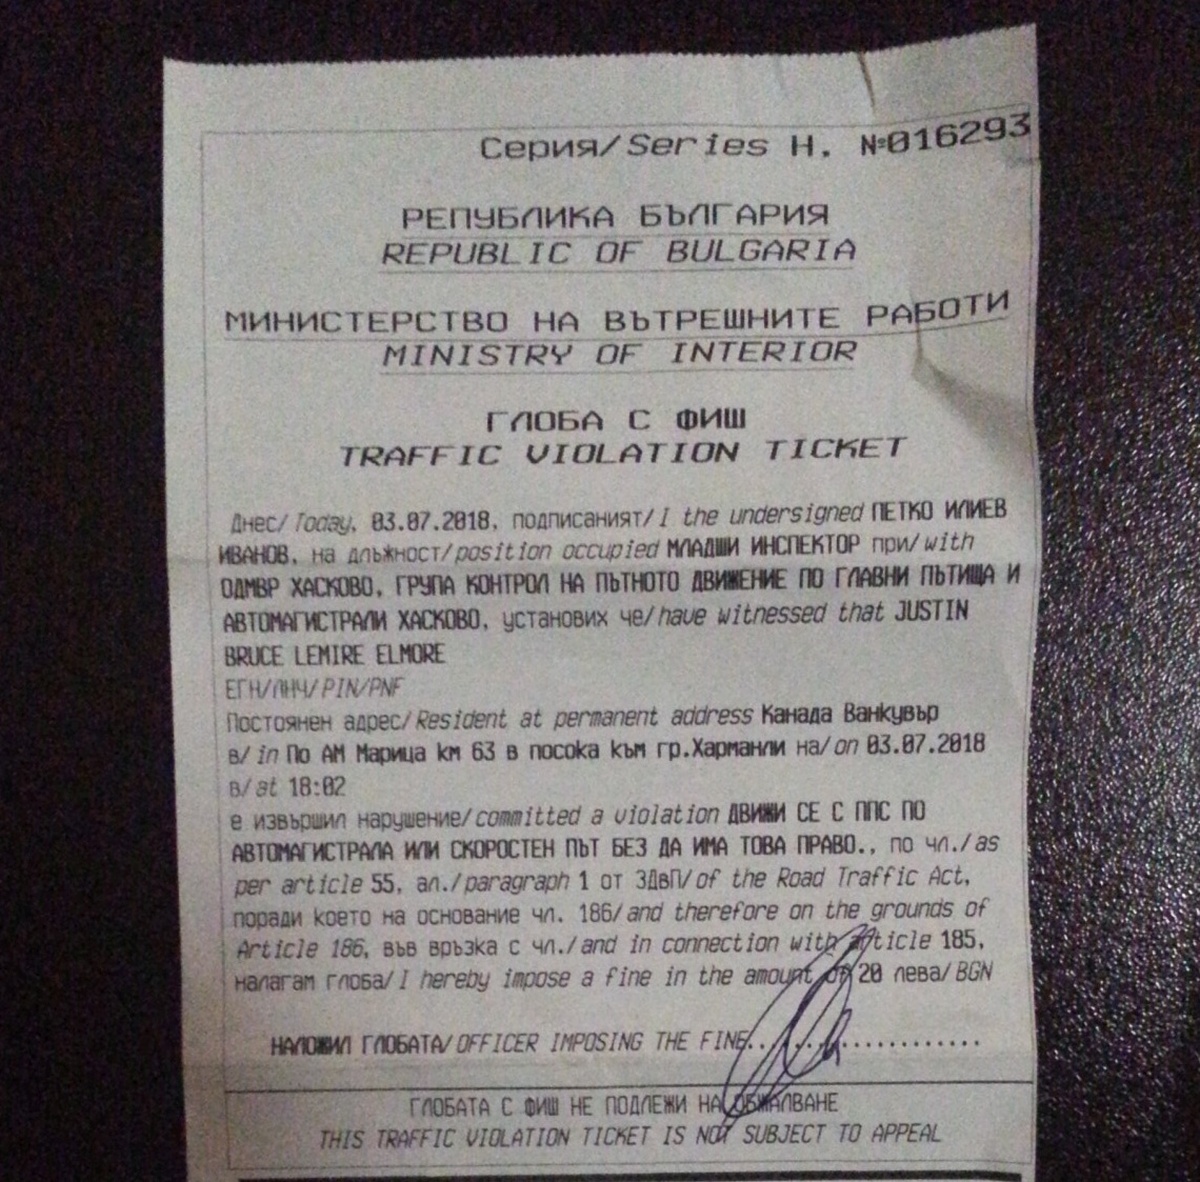 Серия/Series Н. №016293
РЕПУБЛИКА БЪЛГАРИЯ
REPUBLIC OF BULGARIA
МИНИСТЕРСТВО НА ВЪТРЕШНИТЕ РАБОТИ
MINISTRY OF INTERIOR
ГЛОБА С ФИШ
TRAFFIC VIOLATION TICKET
Днес/Today, 03.07.2018, подписаният/I the undersigned ПЕТКО ИЛИЕВ
ИВАНОВ, на длъжност/position occupied МЛАДШИ ИНСПЕКТОР при/with
ОДМВР ХАСКОВО, ГРУПА КОНТРОЛ НА ПЪТНОТО ДВИЖЕНИЕ ПО ГЛАВНИ ПЪТИЩА И
АВТОМАГИСТРАЛИ ХАСКОВО, установих че/have witnessed that JUSTIN
BRUCE LEMIRE ELMORE
ЕГН/ЛНЧ/PIN/PNF
Постоянен адрес/Resident at permanent address Канада Ванкувър
в/in По АМ Марица км 63 в посока към гр.Харманли на/on 03.07.2018
в/at 18:02
е извършил нарушение/committed a violation ДВИЖИ СЕ С ППС ПО
АВТОМАГИСТРАЛА ИЛИ СКОРОСТЕН ПЪТ БЕЗ ДА ИМА ТОВА ПРАВО., по чл./as
per article 55, ал./paragraph 1 от ЗДвП/of the Road Traffic Act,
поради което на основание чл. 186/and therefore on the grounds of
Article 186, във връзка с чл./and in connection with article 185,
налагам глоба/I hereby impose a fine in the amount of 20 лева/BGN
НАЛОЖИЛ ГЛОБАТА/OFFICER IMPOSING THE FINE....................
ГЛОБАТА С ФИШ НЕ ПОДЛЕЖИ НА ОБЖАЛВАНЕ
THIS TRAFFIC VIOLATION TICKET IS NOT SUBJECT TO APPEAL